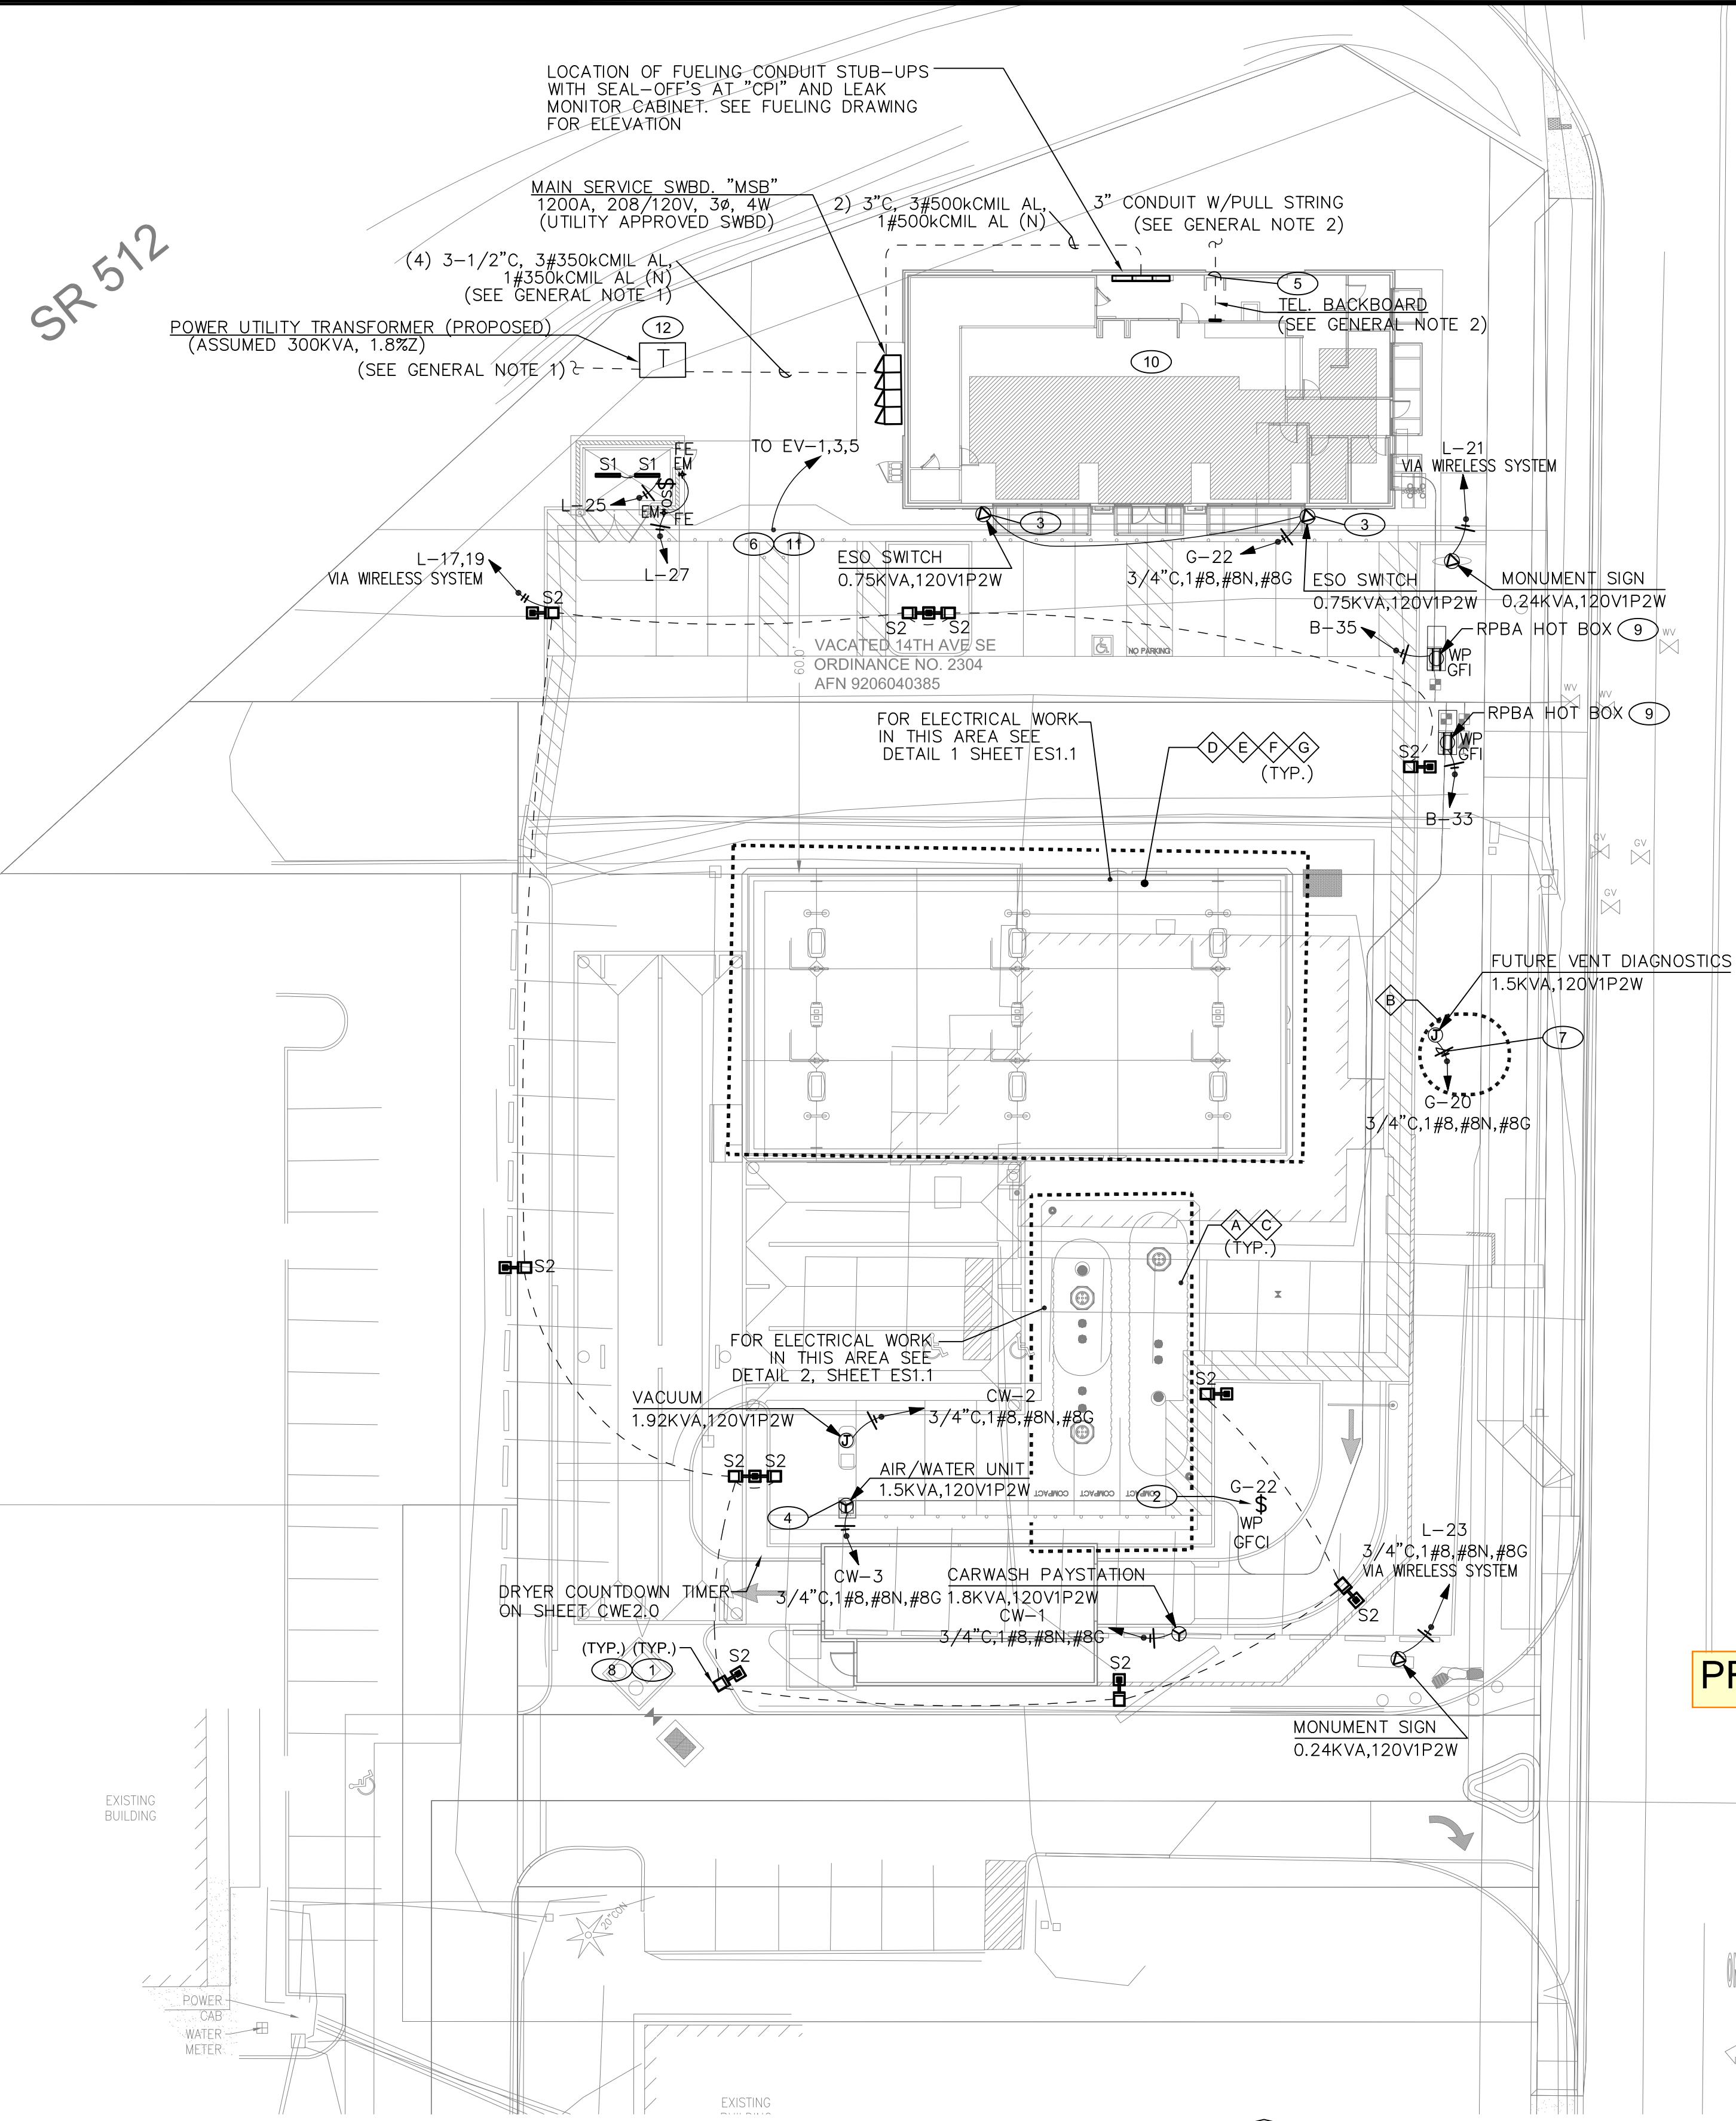 LOCATION OF FUELING CONDUIT STUB-UPS
WITH SEAL-OFF'S AT "CPI" AND LEAK
MONITOR CABINET. SEE FUELING DRAWING
FOR ELEVATION
SR 512
MAIN SERVICE SWBD. "MSB"
1200A, 208/120V, 3ø, 4W
(UTILITY APPROVED SWBD)
2) 3"C, 3#500kCMIL AL,
1#500kCMIL AL (N)
3" CONDUIT W/PULL STRING
(SEE GENERAL NOTE 2)
(4) 3-1/2"C, 3#350kCMIL AL,
1#350kCMIL AL (N)
(SEE GENERAL NOTE 1)
5
TEL. BACKBOARD
(SEE GENERAL NOTE 2)
POWER UTILITY TRANSFORMER (PROPOSED)
(ASSUMED 300KVA, 1.8%Z)
(SEE GENERAL NOTE 1)
12
T
10
TO EV-1,3,5
FE
EM
S1 S1
$os
L-25
EM
FE
L-27
6 11
L-21
VIA WIRELESS SYSTEM
3
3
ESO SWITCH
0.75KVA,120V1P2W
G-22
3/4"C,1#8,#8N,#8G
ESO SWITCH
0.75KVA,120V1P2W
MONUMENT SIGN
0.24KVA,120V1P2W
L-17,19
VIA WIRELESS SYSTEM
S2
S2 S2
B-35
RPBA HOT BOX 9
WP
GFI
WV
VACATED 14TH AVE SE
ORDINANCE NO. 2304
AFN 9206040385
60.0'
NO PARKING
WV
WV
RPBA HOT BOX 9
WP
GFI
S2
B-33
FOR ELECTRICAL WORK
IN THIS AREA SEE
DETAIL 1 SHEET ES1.1
D E F G
(TYP.)
GV
GV
GV
FUTURE VENT DIAGNOSTICS
1.5KVA,120V1P2W
B
J
7
G-20
3/4"C,1#8,#8N,#8G
A C
(TYP.)
S2
FOR ELECTRICAL WORK
IN THIS AREA SEE
DETAIL 2, SHEET ES1.1
S2
VACUUM
1.92KVA,120V1P2W
J
CW-2
3/4"C,1#8,#8N,#8G
S2 S2
AIR/WATER UNIT
1.5KVA,120V1P2W
4
COMPACT COMPACT COMPACT
2
G-22
$
WP
GFCI
L-23
3/4"C,1#8,#8N,#8G
VIA WIRELESS SYSTEM
CW-3
3/4"C,1#8,#8N,#8G
DRYER COUNTDOWN TIMER
ON SHEET CWE2.0
CARWASH PAYSTATION
1.8KVA,120V1P2W
CW-1
3/4"C,1#8,#8N,#8G
S2
(TYP.) (TYP.)
8 1
S2
S2
MONUMENT SIGN
0.24KVA,120V1P2W
EXISTING
BUILDING
20"CON
POWER
CAB
WATER
METER
EXISTING